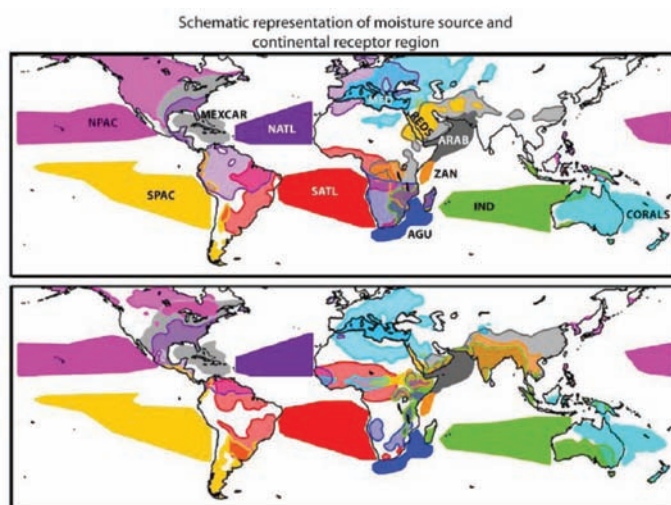 Schematic representation of moisture source and
continental receptor region
NPAC
MEXCAR
NATL
MED
REDS
ARAB
SPAC
SATL
ZAN
IND
CORALS
AGU